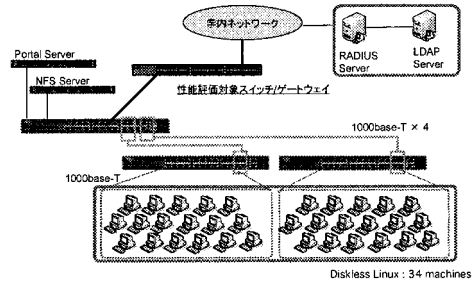 学内ネットワーク
RADIUS
Server
LDAP
Server
Portal Server
NFS Server
性能評価対象スイッチ/ゲートウェイ
1000base-T × 4
1000base-T
Diskless Linux : 34 machines